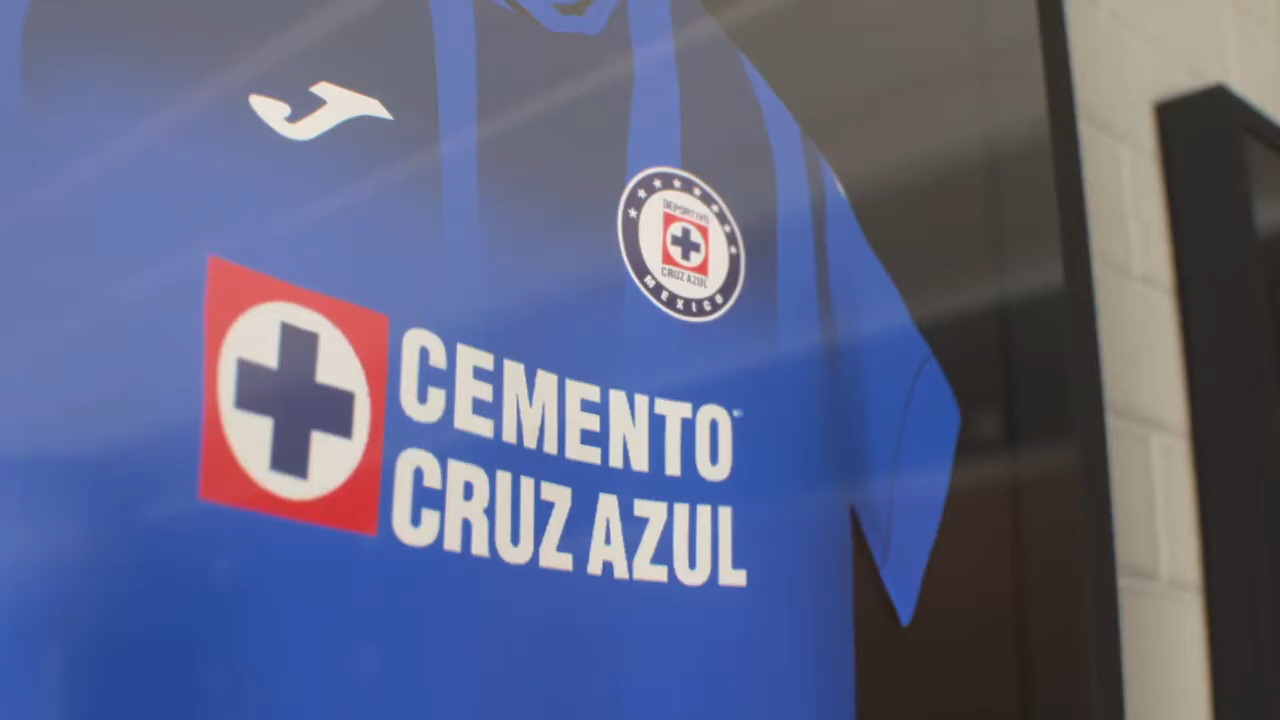 DEPORTIVO
CRUZ AZUL
MEXICO
CEMENTO
CRUZ AZUL